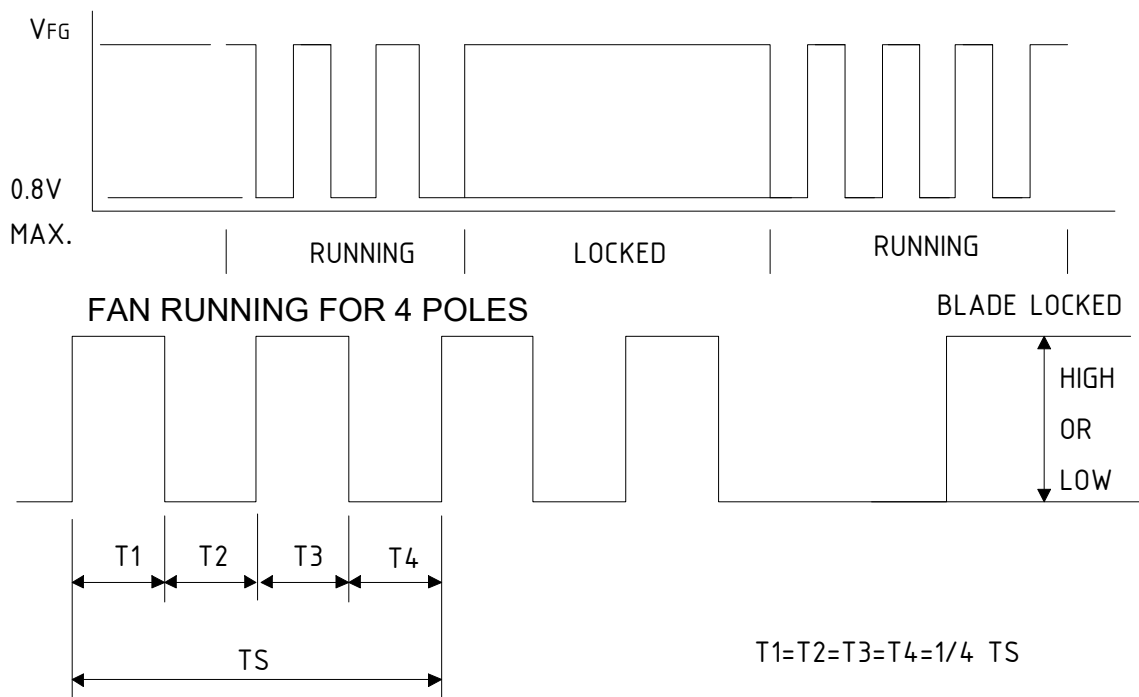 VFG
0.8V
MAX.
RUNNING
LOCKED
RUNNING
FAN RUNNING FOR 4 POLES
BLADE LOCKED
HIGH
OR
LOW
T1
T2
T3
T4
TS
T1=T2=T3=T4=1/4 TS